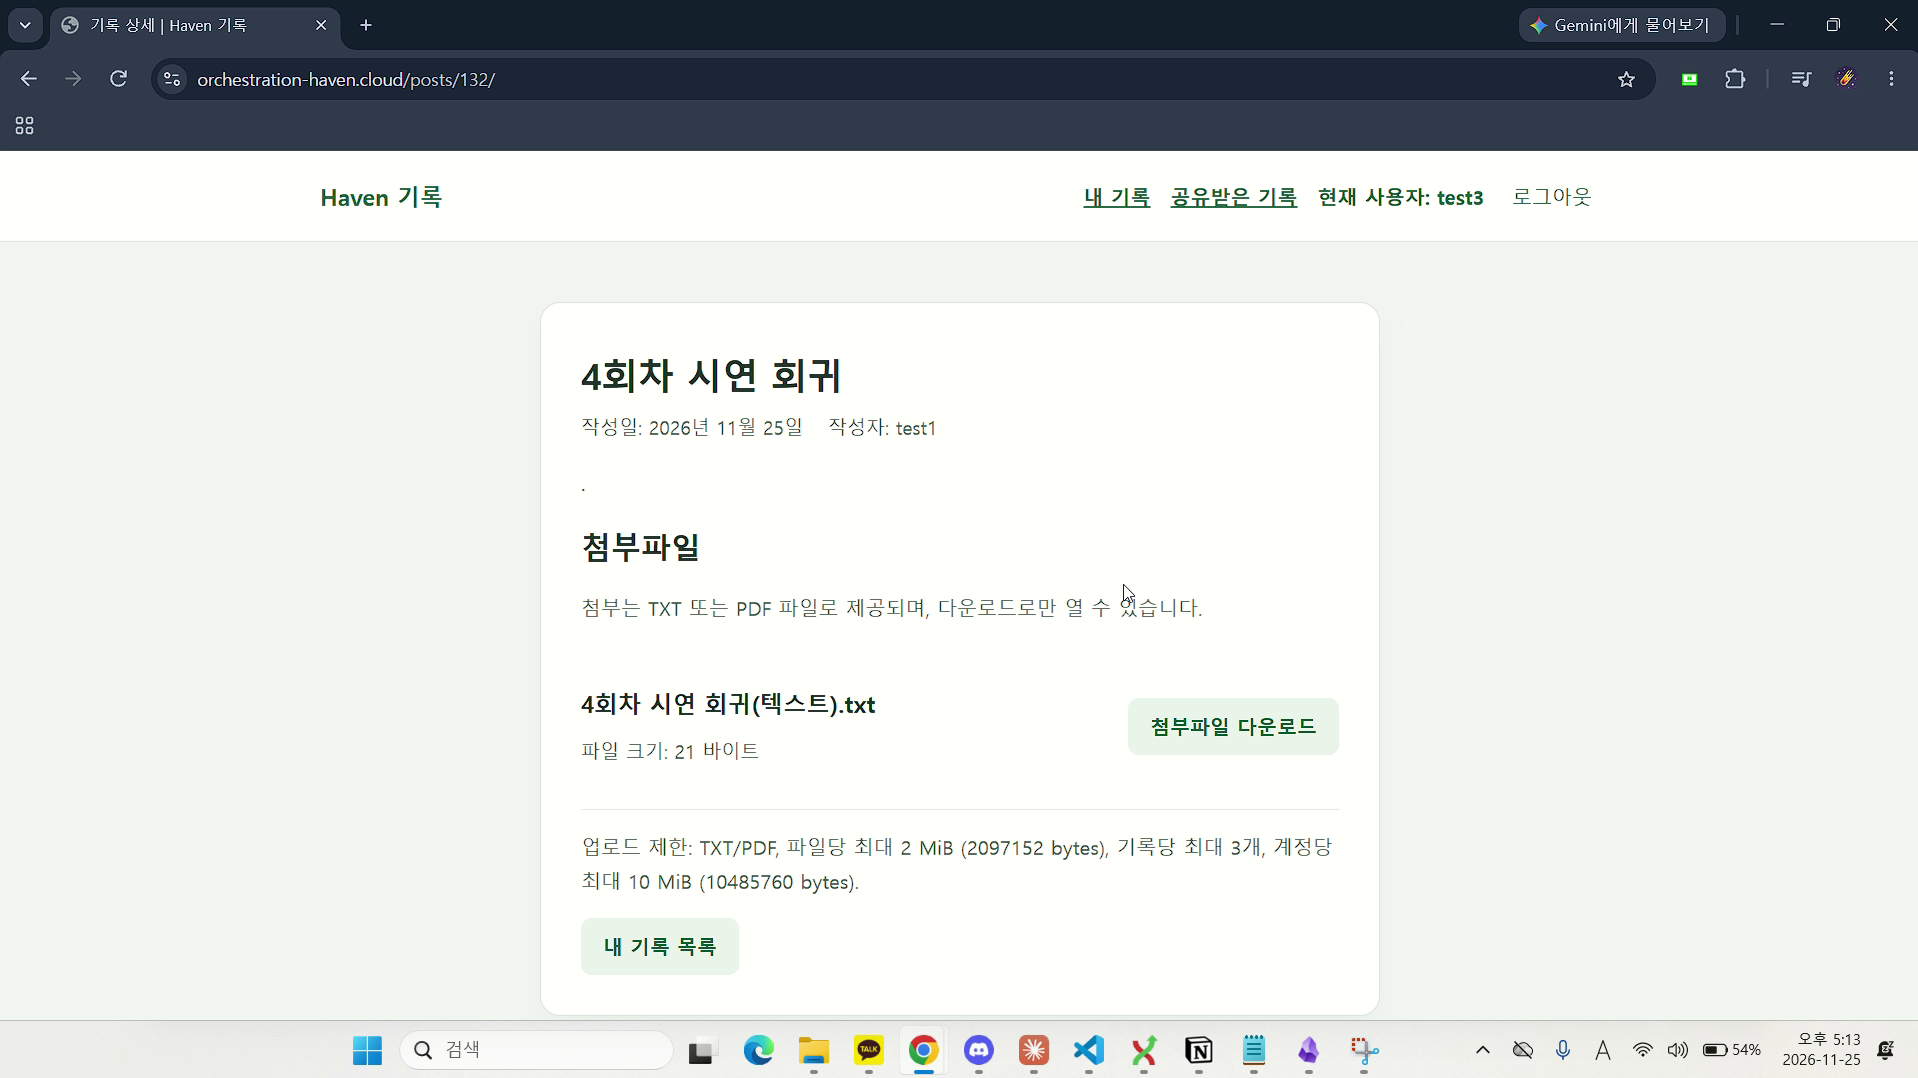 기록 상세 | Haven 기록
Gemini에게 물어보기
orchestration-haven.cloud/posts/132/
Haven 기록
내 기록 공유받은 기록 현재 사용자: test3 로그아웃
4회차 시연 회귀
작성일: 2026년 11월 25일 작성자: test1
.
첨부파일
첨부는 TXT 또는 PDF 파일로 제공되며, 다운로드로만 열 수 있습니다.
4회차 시연 회귀(텍스트).txt
파일 크기: 21 바이트
첨부파일 다운로드
업로드 제한: TXT/PDF, 파일당 최대 2 MiB (2097152 bytes), 기록당 최대 3개, 계정당
최대 10 MiB (10485760 bytes).
내 기록 목록
검색
TALK
A
54%
오후 5:13
2026-11-25